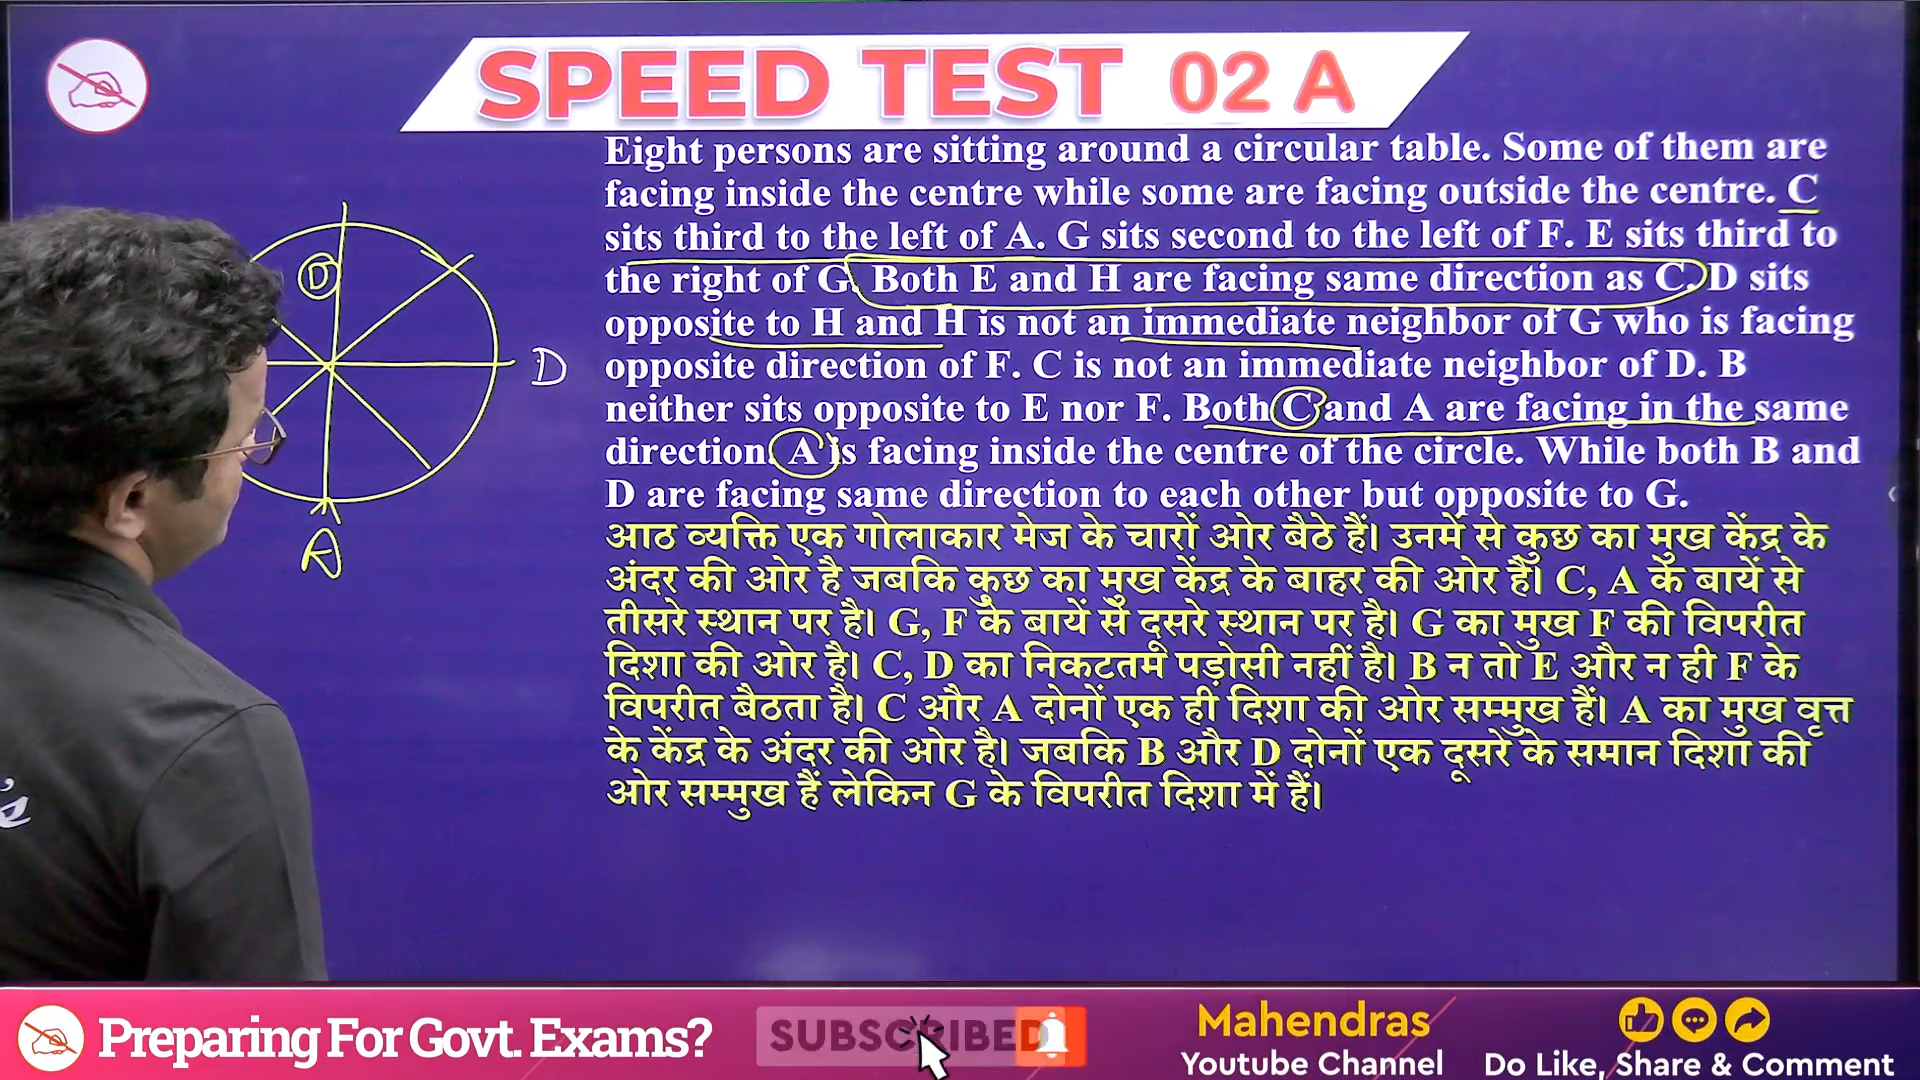 SPEED TEST 02 A
Eight persons are sitting around a circular table. Some of them are
facing inside the centre while some are facing outside the centre. C
sits third to the left of A. G sits second to the left of F. E sits third to
the right of G. Both E and H are facing same direction as C. D sits
opposite to H and H is not an immediate neighbor of G who is facing
opposite direction of F. C is not an immediate neighbor of D. B
neither sits opposite to E nor F. Both C and A are facing in the same
direction. A is facing inside the centre of the circle. While both B and
D are facing same direction to each other but opposite to G.
आठ व्यक्ति एक गोलाकार मेज के चारों ओर बैठे हैं। उनमें से कुछ का मुख केंद्र के
अंदर की ओर है जबकि कुछ का मुख केंद्र के बाहर की ओर है। C, A के बायें से
तीसरे स्थान पर है। G, F के बायें से दूसरे स्थान पर है। G का मुख F की विपरीत
दिशा की ओर है। C, D का निकटतम पड़ोसी नहीं है। B न तो E और न ही F के
विपरीत बैठता है। C और A दोनों एक ही दिशा की ओर सम्मुख हैं। A का मुख वृत्त
के केंद्र के अंदर की ओर है। जबकि B और D दोनों एक दूसरे के समान दिशा की
ओर सम्मुख हैं लेकिन G के विपरीत दिशा में हैं।
D
D
A
's
Preparing For Govt. Exams?
SUBSCRIBED
Mahendras
Youtube Channel
Do Like, Share & Comment